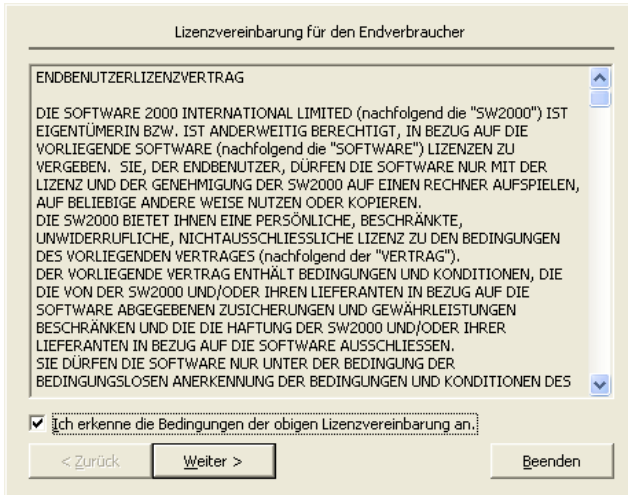 Lizenzvereinbarung für den Endverbraucher
ENDBENUTZERLIZENZVERTRAG
DIE SOFTWARE 2000 INTERNATIONAL LIMITED (nachfolgend die "SW2000") IST
EIGENTÜMERIN BZW. IST ANDERWEITIG BERECHTIGT, IN BEZUG AUF DIE
VORLIEGENDE SOFTWARE (nachfolgend die "SOFTWARE") LIZENZEN ZU
VERGEBEN.  SIE, DER ENDBENUTZER, DÜRFEN DIE SOFTWARE NUR MIT DER
LIZENZ UND DER GENEHMIGUNG DER SW2000 AUF EINEN RECHNER AUFSPIELEN,
AUF BELIEBIGE ANDERE WEISE NUTZEN ODER KOPIEREN.
DIE SW2000 BIETET IHNEN EINE PERSÖNLICHE, BESCHRÄNKTE,
UNWIDERRUFLICHE, NICHTAUSSCHLIESSLICHE LIZENZ ZU DEN BEDINGUNGEN
DES VORLIEGENDEN VERTRAGES (nachfolgend der "VERTRAG").
DER VORLIEGENDE VERTRAG ENTHÄLT BEDINGUNGEN UND KONDITIONEN, DIE
DIE VON DER SW2000 UND/ODER IHREN LIEFERANTEN IN BEZUG AUF DIE
SOFTWARE ABGEGEBENEN ZUSICHERUNGEN UND GEWÄHRLEISTUNGEN
BESCHRÄNKEN UND DIE DIE HAFTUNG DER SW2000 UND/ODER IHRER
LIEFERANTEN IN BEZUG AUF DIE SOFTWARE AUSSCHLIESSEN.
SIE DÜRFEN DIE SOFTWARE NUR UNTER DER BEDINGUNG DER
BEDINGUNGSLOSEN ANERKENNUNG DER BEDINGUNGEN UND KONDITIONEN DES
Ich erkenne die Bedingungen der obigen Lizenzvereinbarung an.
< Zurück Weiter > Beenden